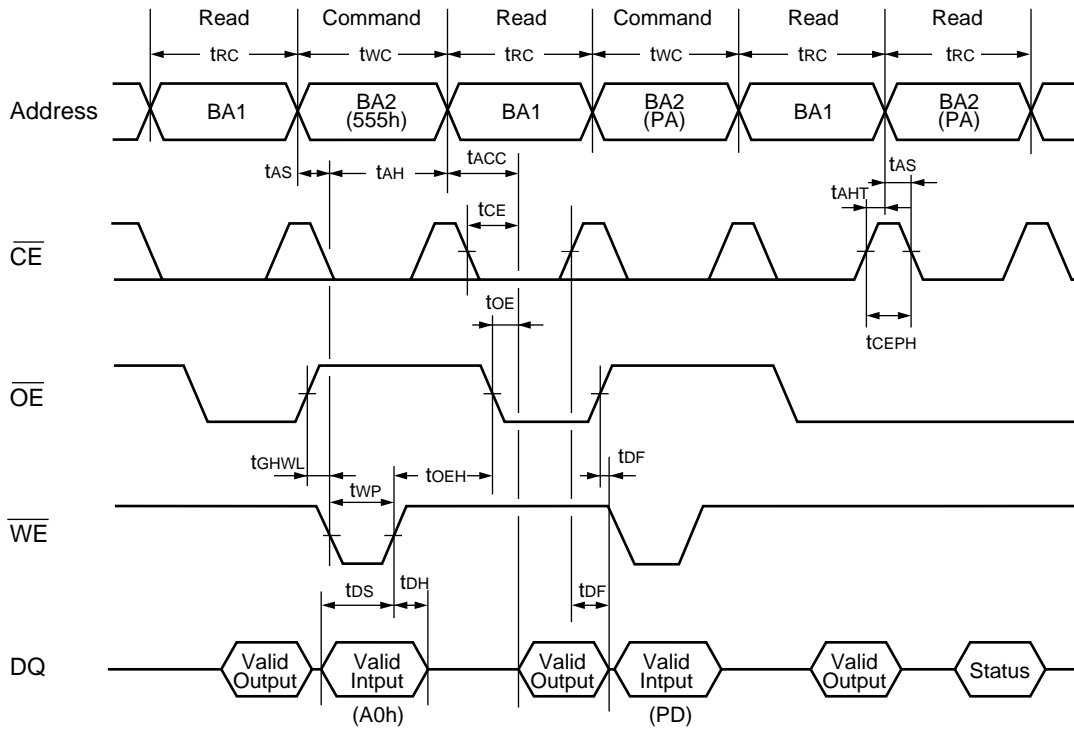 Read Command Read Command Read Read
tRC tWC tRC tWC tRC tRC
Address BA1 BA2 (555h) BA1 BA2 (PA) BA1 BA2 (PA)
tAS tAH tACC tAS
tAHT
tCE
CE
tOE
tCEPH
OE
tGHWL tOEH tDF
tWP
WE
tDS tDH tDF
DQ Valid Output Valid Intput Valid Output Valid Intput Valid Output Status
(A0h) (PD)